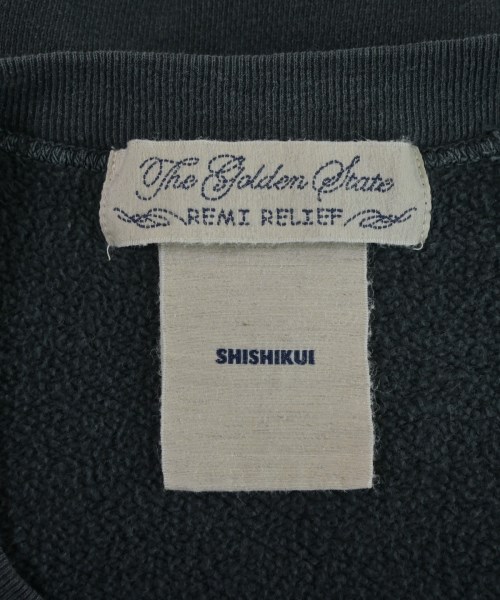 The Golden State
REMI RELIEF
SHISHIKUI